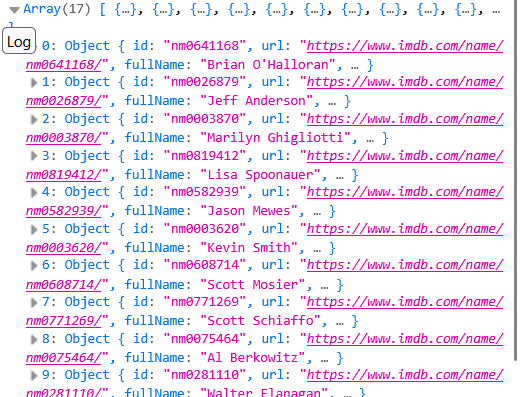 Array(17) [ {…}, {…}, {…}, {…}, {…}, {…}, {…}, {…}, {…}, {…}, …
]
Log
0: Object { id: "nm0641168", url: "https://www.imdb.com/name/
nm0641168/", fullName: "Brian O'Halloran", … }
1: Object { id: "nm0026879", url: "https://www.imdb.com/name/
nm0026879/", fullName: "Jeff Anderson", … }
2: Object { id: "nm0003870", url: "https://www.imdb.com/name/
nm0003870/", fullName: "Marilyn Ghigliotti", … }
3: Object { id: "nm0819412", url: "https://www.imdb.com/name/
nm0819412/", fullName: "Lisa Spoonauer", … }
4: Object { id: "nm0582939", url: "https://www.imdb.com/name/
nm0582939/", fullName: "Jason Mewes", … }
5: Object { id: "nm0003620", url: "https://www.imdb.com/name/
nm0003620/", fullName: "Kevin Smith", … }
6: Object { id: "nm0608714", url: "https://www.imdb.com/name/
nm0608714/", fullName: "Scott Mosier", … }
7: Object { id: "nm0771269", url: "https://www.imdb.com/name/
nm0771269/", fullName: "Scott Schiaffo", … }
8: Object { id: "nm0075464", url: "https://www.imdb.com/name/
nm0075464/", fullName: "Al Berkowitz", … }
9: Object { id: "nm0281110", url: "https://www.imdb.com/name/
nm0281110/", fullName: "Walter Flanagan", … }